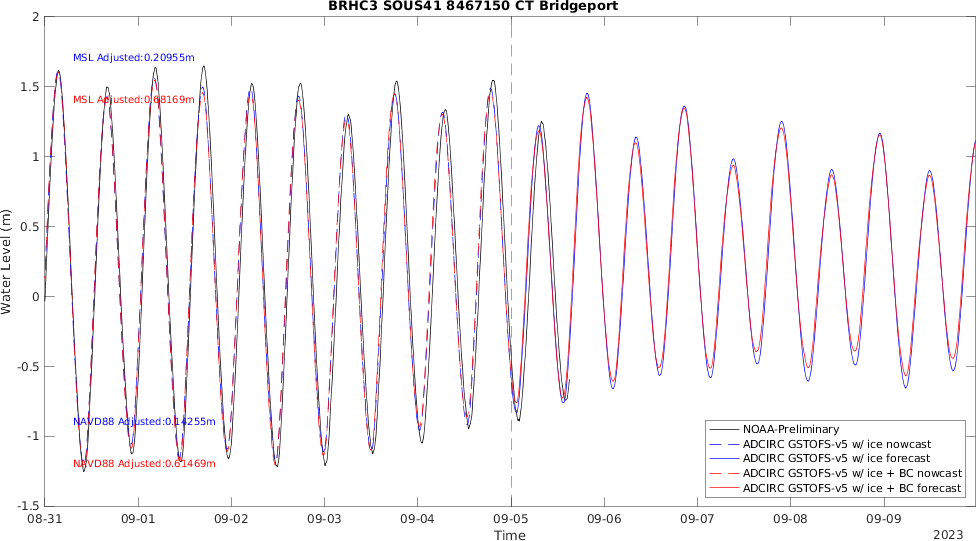 BRHC3 SOUS41 8467150 CT Bridgeport
2
MSL Adjusted:0.20955m
1.5
MSL Adjusted:0.68169m
1
0.5
Water Level (m)
0
-0.5
NAVD88 Adjusted:0.14255m
-1
NAVD88 Adjusted:0.61469m
-1.5
NOAA-Preliminary
ADCIRC GSTOFS-v5 w/ ice nowcast
ADCIRC GSTOFS-v5 w/ ice forecast
ADCIRC GSTOFS-v5 w/ ice + BC nowcast
ADCIRC GSTOFS-v5 w/ ice + BC forecast
08-31 09-01 09-02 09-03 09-04 09-05 09-06 09-07 09-08 09-09
Time
2023